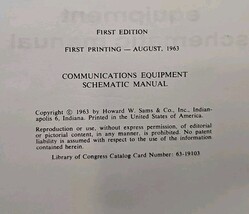 FIRST EDITION
FIRST PRINTING — AUGUST, 1963
COMMUNICATIONS EQUIPMENT
SCHEMATIC MANUAL
Copyright © 1963 by Howard W. Sams & Co., Inc., Indian-
apolis 6, Indiana. Printed in the United States of America.
Reproduction or use, without express permission, of editorial
or pictorial content, in any manner, is prohibited. No patent
liability is assumed with respect to the use of the information
contained herein.
Library of Congress Catalog Card Number: 63-19103